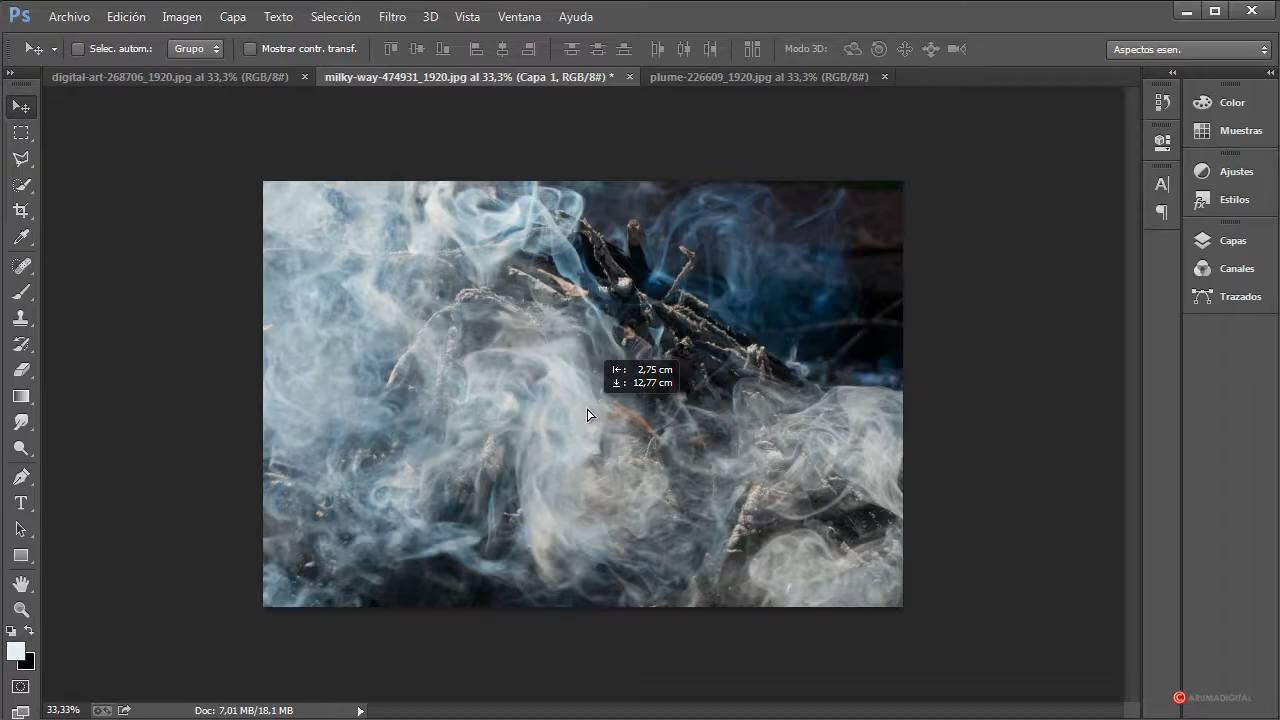 Ps Archivo Edición Imagen Capa Texto Selección Filtro 3D Vista Ventana Ayuda
Selec. autom.: Grupo Mostrar contr. transf. Modo 3D: Aspectos esen.
digital-art-268706_1920.jpg al 33,3% (RGB/8#) × milky-way-474931_1920.jpg al 33,3% (Capa 1, RGB/8#) * × plume-226609_1920.jpg al 33,3% (RGB/8#) ×
Color
Muestras
Ajustes
Estilos
Capas
Canales
Trazados
2,75 cm
12,77 cm
33,33% Doc: 7,01 MB/18,1 MB
© ARUMADIGITAL